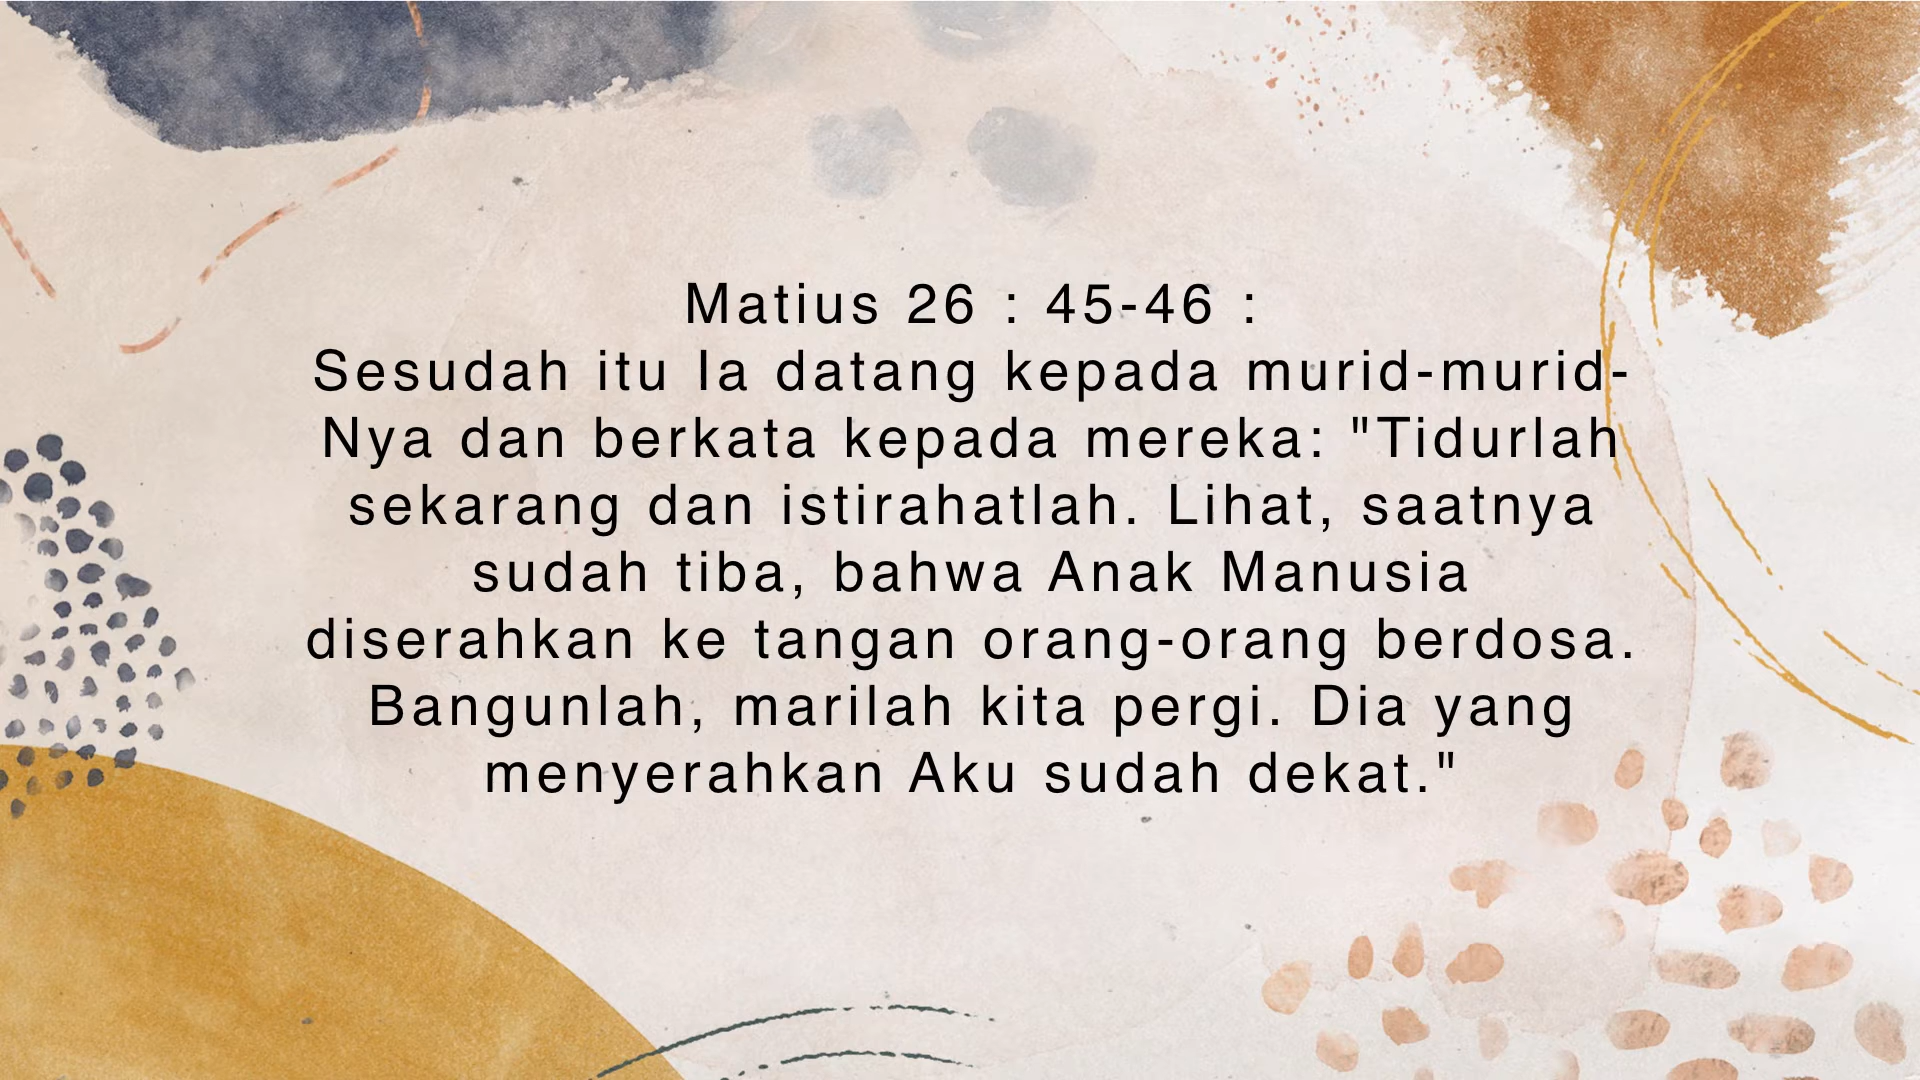 Matius 26 : 45-46 :
Sesudah itu Ia datang kepada murid-murid-
Nya dan berkata kepada mereka: "Tidurlah
sekarang dan istirahatlah. Lihat, saatnya
sudah tiba, bahwa Anak Manusia
diserahkan ke tangan orang-orang berdosa.
Bangunlah, marilah kita pergi. Dia yang
menyerahkan Aku sudah dekat."